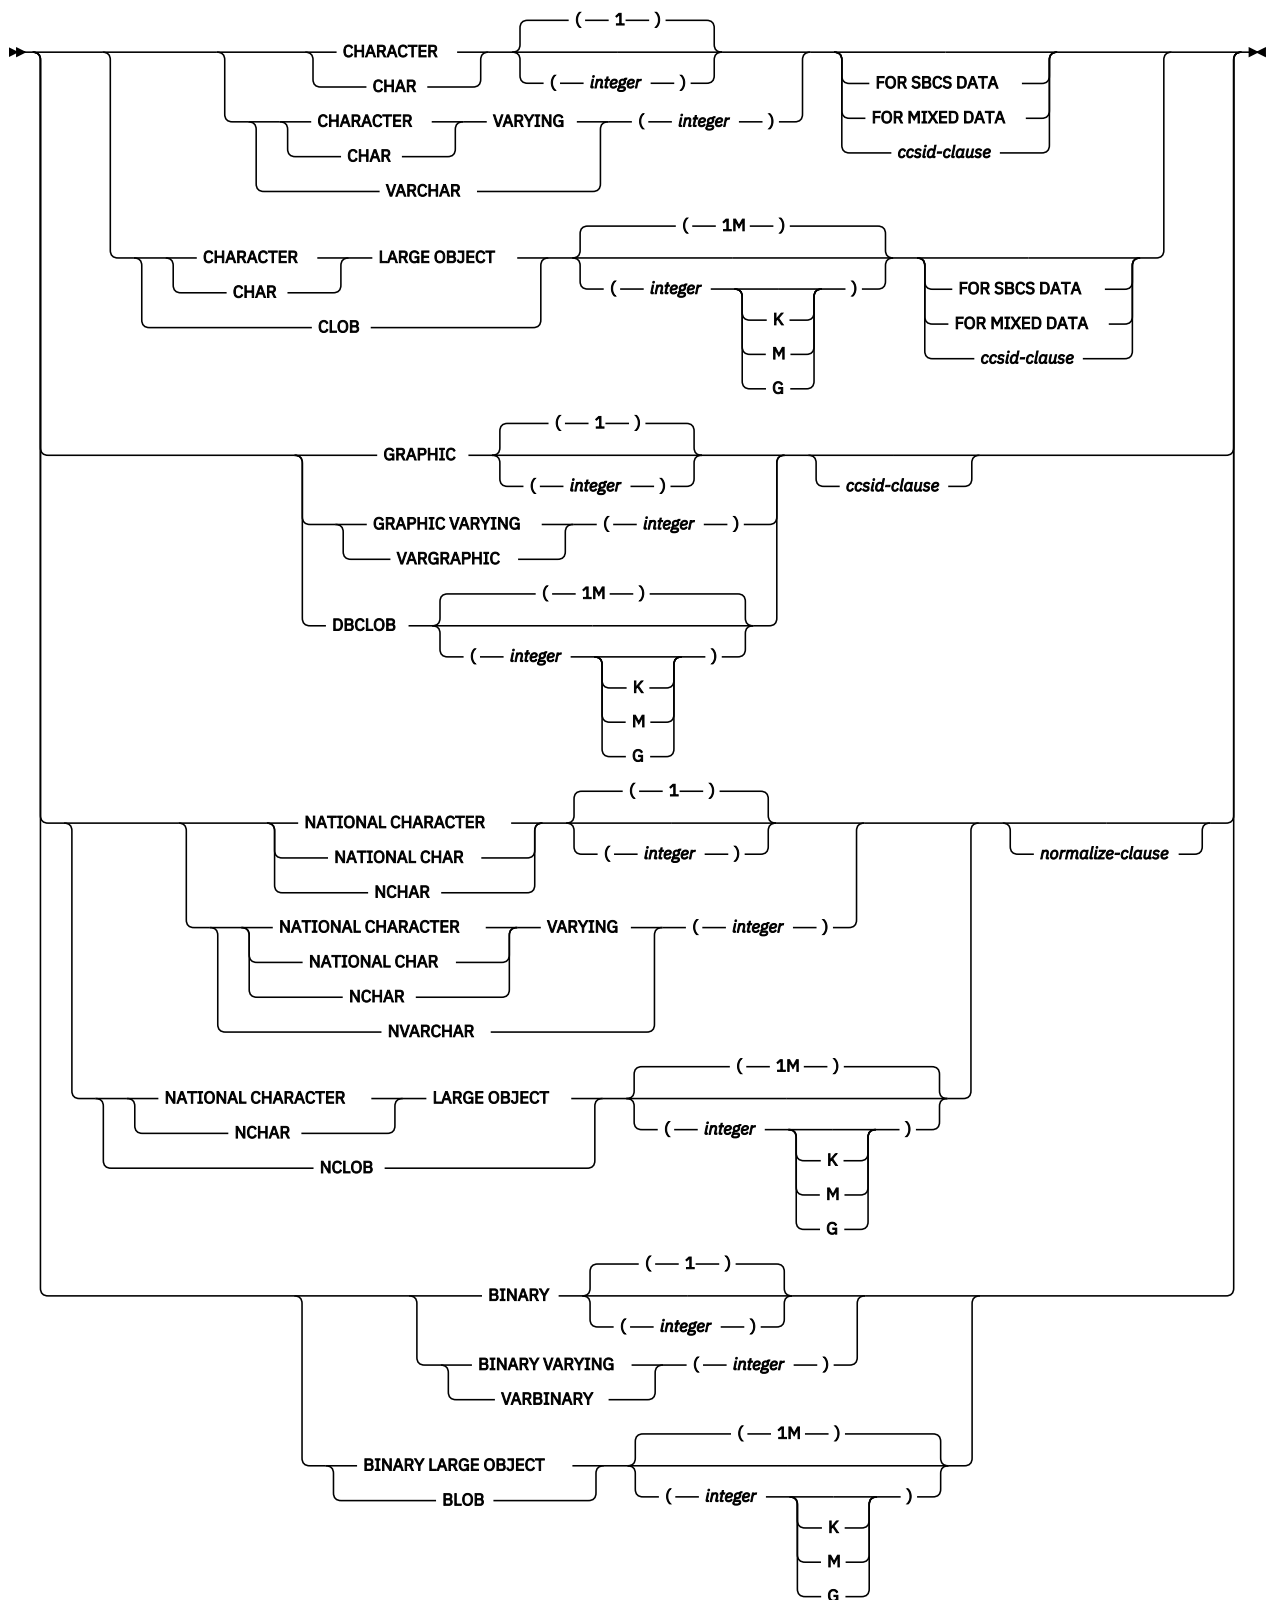 ( 1 )
CHARACTER
CHAR ( integer ) FOR SBCS DATA
CHARACTER VARYING ( integer ) FOR MIXED DATA
CHAR ccsid-clause
VARCHAR
( 1M )
CHARACTER LARGE OBJECT
CHAR ( integer ) FOR SBCS DATA
CLOB K FOR MIXED DATA
M ccsid-clause
G
( 1 )
GRAPHIC
( integer ) ccsid-clause
GRAPHIC VARYING ( integer )
VARGRAPHIC
( 1M )
DBCLOB
( integer )
K
M
G
( 1 )
NATIONAL CHARACTER
NATIONAL CHAR ( integer ) normalize-clause
NCHAR
NATIONAL CHARACTER VARYING ( integer )
NATIONAL CHAR
NCHAR
NVARCHAR
( 1M )
NATIONAL CHARACTER LARGE OBJECT
NCHAR ( integer )
NCLOB K
M
G
( 1 )
BINARY
( integer )
BINARY VARYING ( integer )
VARBINARY
( 1M )
BINARY LARGE OBJECT
BLOB ( integer )
K
M
G